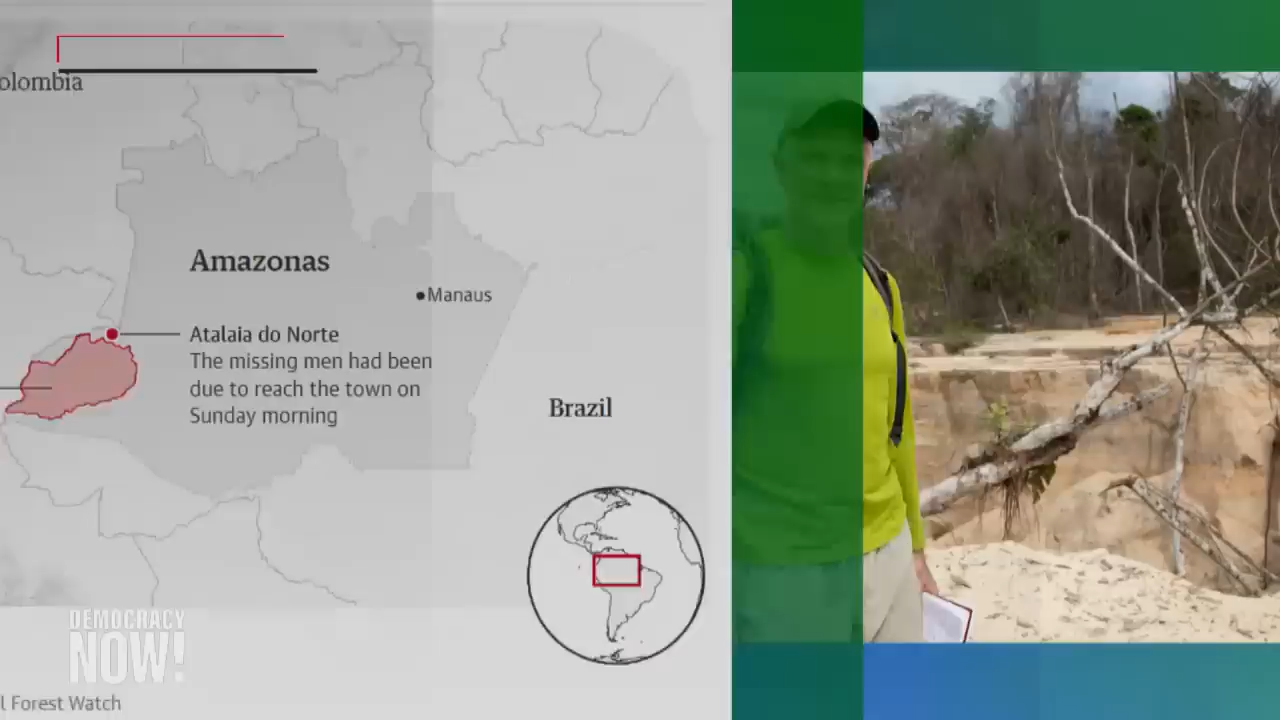 olombia
Amazonas
Manaus
Atalaia do Norte
The missing men had been
due to reach the town on
Sunday morning
Brazil
DEMOCRACY
NOW!
l Forest Watch